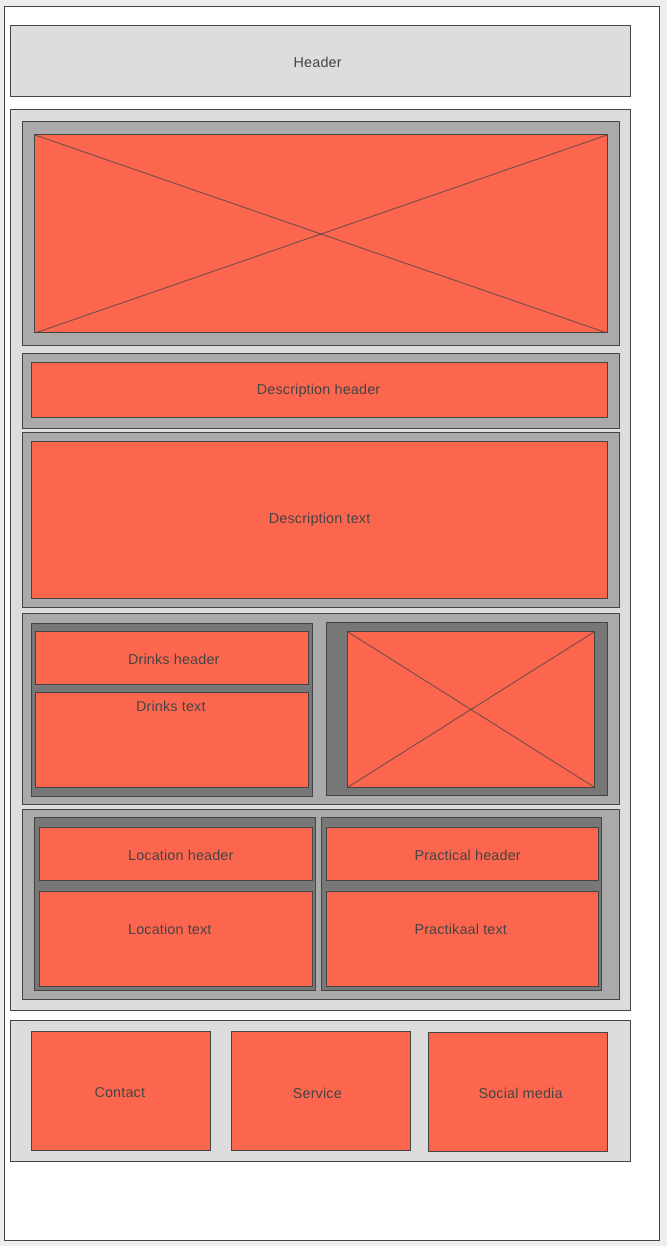 Header
Description header
Description text
Drinks header
Drinks text
Location header
Practical header
Location text
Practikaal text
Contact
Service
Social media